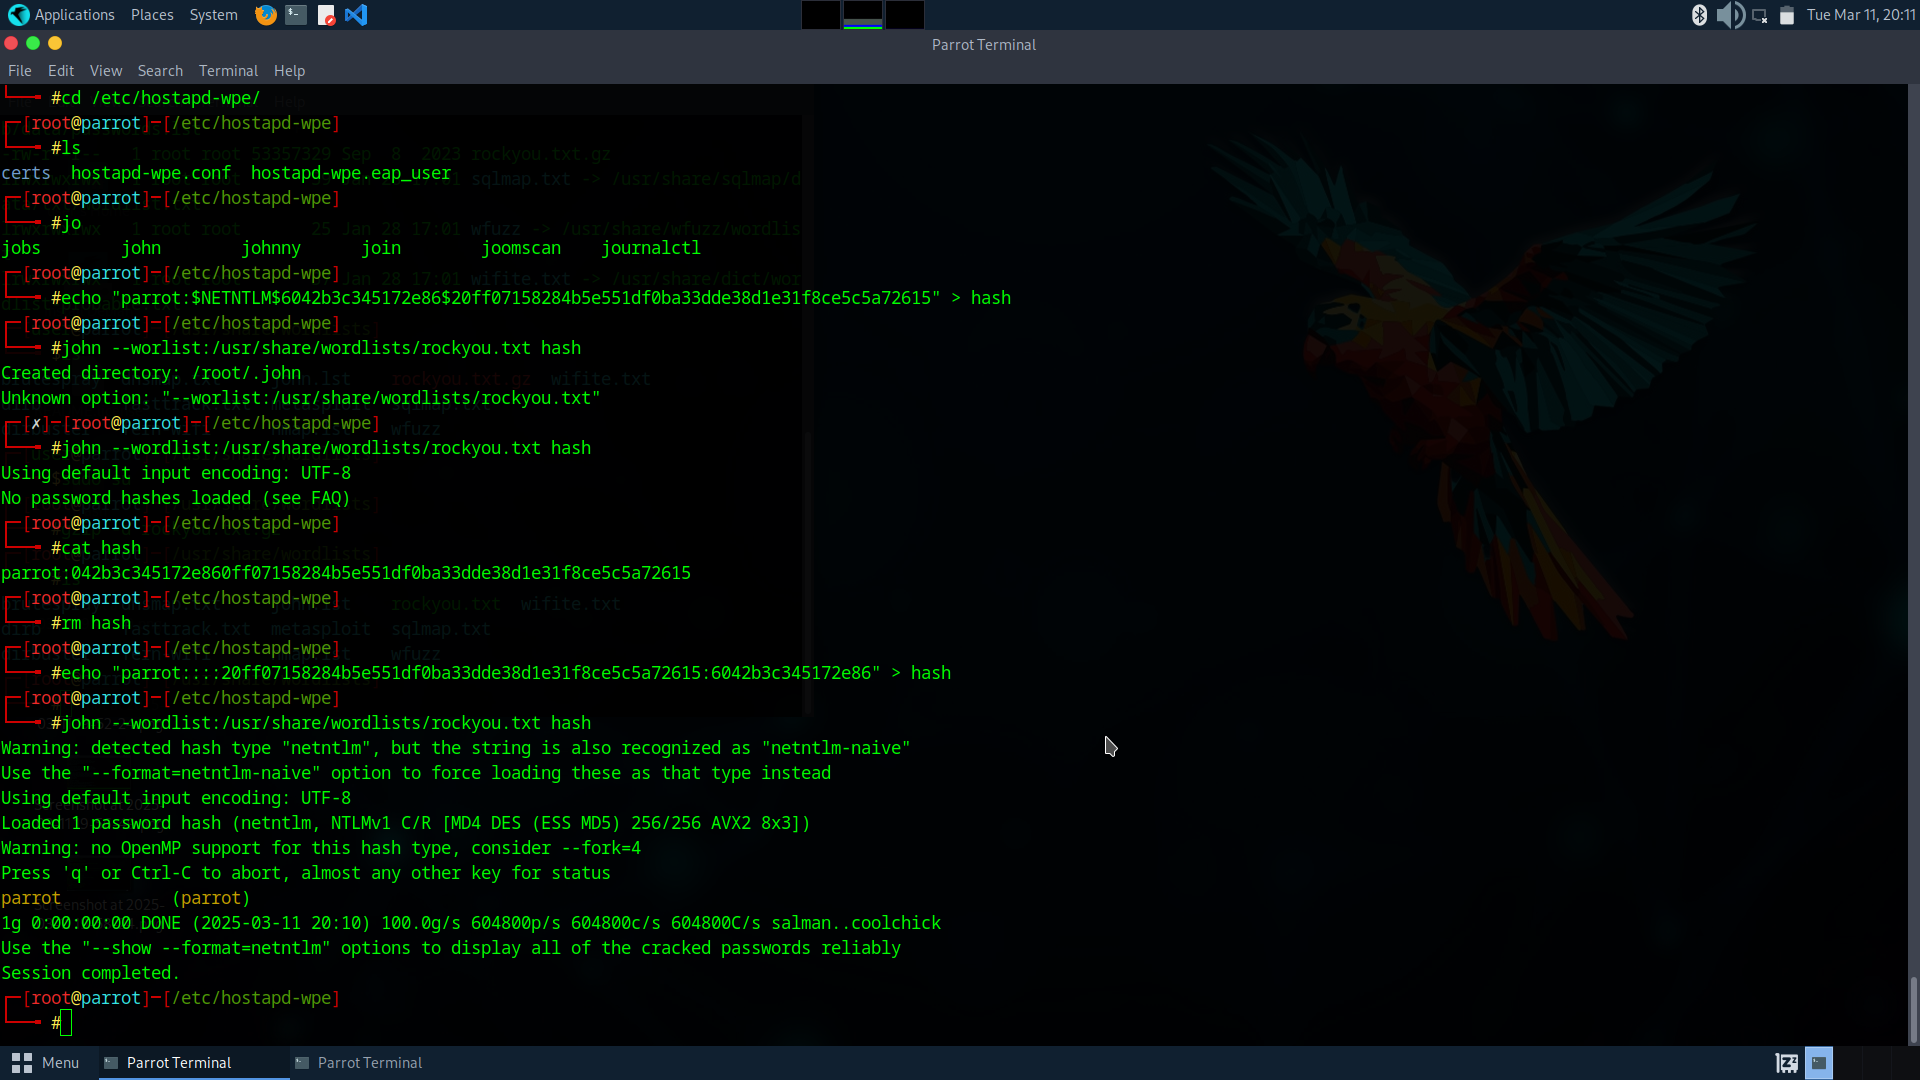 Applications Places System Tue Mar 11, 20:11
Parrot Terminal
File Edit View Search Terminal Help
#cd /etc/hostapd-wpe/
[root@parrot]-[/etc/hostapd-wpe]
#ls
certs hostapd-wpe.conf hostapd-wpe.eap_user
[root@parrot]-[/etc/hostapd-wpe]
#jo
jobs john johnny join joomscan journalctl
[root@parrot]-[/etc/hostapd-wpe]
#echo "parrot:$NETNTLM$6042b3c345172e86$20ff07158284b5e551df0ba33dde38d1e31f8ce5c5a72615" > hash
[root@parrot]-[/etc/hostapd-wpe]
#john --worlist:/usr/share/wordlists/rockyou.txt hash
Created directory: /root/.john
Unknown option: "--worlist:/usr/share/wordlists/rockyou.txt"
[✗]-[root@parrot]-[/etc/hostapd-wpe]
#john --wordlist:/usr/share/wordlists/rockyou.txt hash
Using default input encoding: UTF-8
No password hashes loaded (see FAQ)
[root@parrot]-[/etc/hostapd-wpe]
#cat hash
parrot:042b3c345172e860ff07158284b5e551df0ba33dde38d1e31f8ce5c5a72615
[root@parrot]-[/etc/hostapd-wpe]
#rm hash
[root@parrot]-[/etc/hostapd-wpe]
#echo "parrot::::20ff07158284b5e551df0ba33dde38d1e31f8ce5c5a72615:6042b3c345172e86" > hash
[root@parrot]-[/etc/hostapd-wpe]
#john --wordlist:/usr/share/wordlists/rockyou.txt hash
Warning: detected hash type "netntlm", but the string is also recognized as "netntlm-naive"
Use the "--format=netntlm-naive" option to force loading these as that type instead
Using default input encoding: UTF-8
Loaded 1 password hash (netntlm, NTLMv1 C/R [MD4 DES (ESS MD5) 256/256 AVX2 8x3])
Warning: no OpenMP support for this hash type, consider --fork=4
Press 'q' or Ctrl-C to abort, almost any other key for status
parrot (parrot)
1g 0:00:00:00 DONE (2025-03-11 20:10) 100.0g/s 604800p/s 604800c/s 604800C/s salman..coolchick
Use the "--show --format=netntlm" options to display all of the cracked passwords reliably
Session completed.
[root@parrot]-[/etc/hostapd-wpe]
#
Menu Parrot Terminal Parrot Terminal